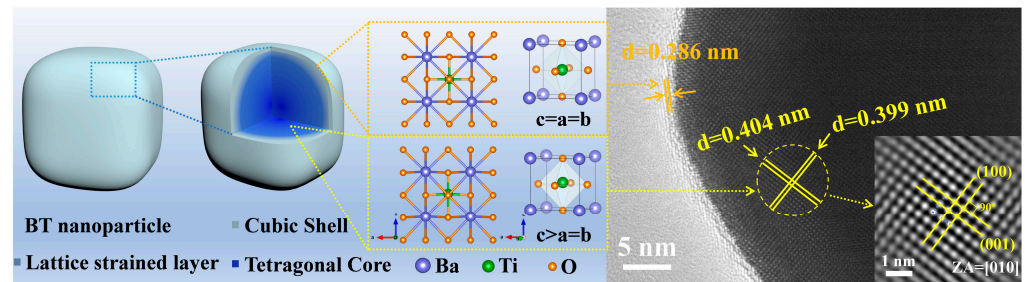 BT nanoparticle
Cubic Shell
Lattice strained layer
Tetragonal Core
c=a=b
c>a=b
Ba
Ti
O
d=0.286 nm
d=0.404 nm
d=0.399 nm
5 nm
(100)
90°
(001)
1 nm
ZA=[010]